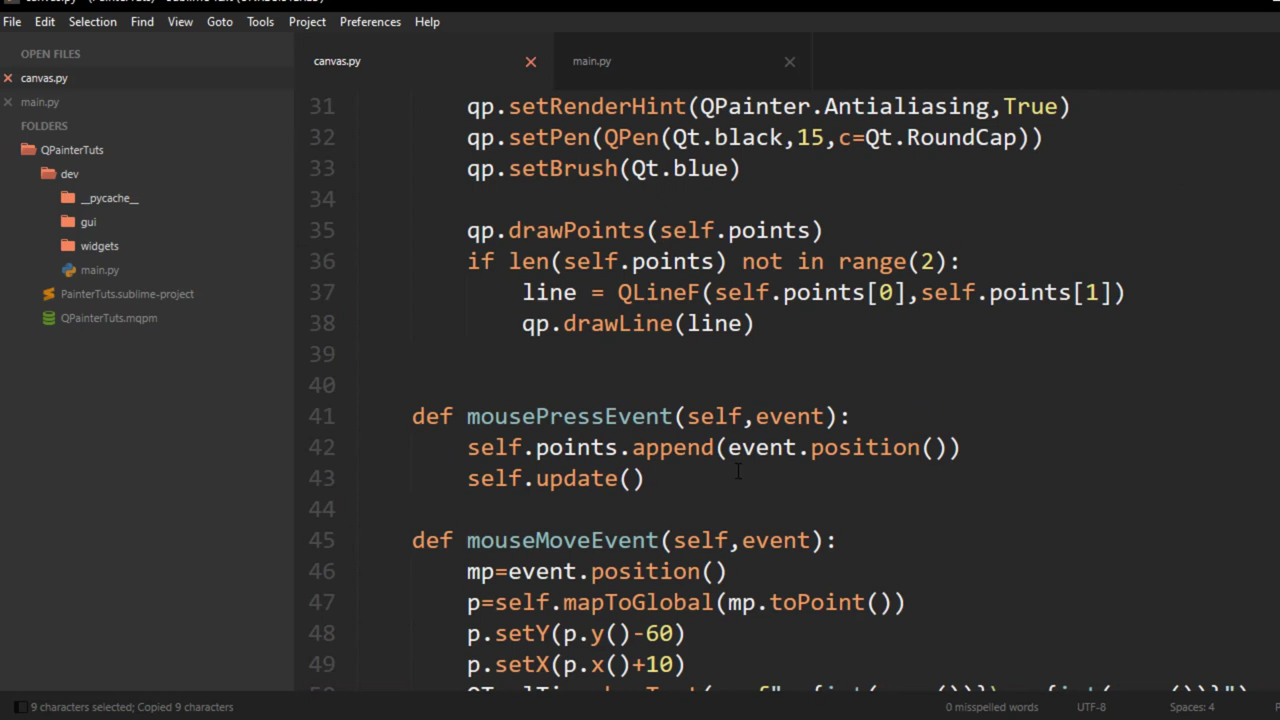 File Edit Selection Find View Goto Tools Project Preferences Help
OPEN FILES
canvas.py
main.py
FOLDERS
QPainterTuts
dev
__pycache__
gui
widgets
main.py
PainterTuts.sublime-project
QPainterTuts.mqpm
canvas.py main.py
31 qp.setRenderHint(QPainter.Antialiasing,True)
32 qp.setPen(QPen(Qt.black,15,c=Qt.RoundCap))
33 qp.setBrush(Qt.blue)
34
35 qp.drawPoints(self.points)
36 if len(self.points) not in range(2):
37 line = QLineF(self.points[0],self.points[1])
38 qp.drawLine(line)
39
40
41 def mousePressEvent(self,event):
42 self.points.append(event.position())
43 self.update()
44
45 def mouseMoveEvent(self,event):
46 mp=event.position()
47 p=self.mapToGlobal(mp.toPoint())
48 p.setY(p.y()-60)
49 p.setX(p.x()+10)
9 characters selected; Copied 9 characters 0 misspelled words UTF-8 Spaces: 4